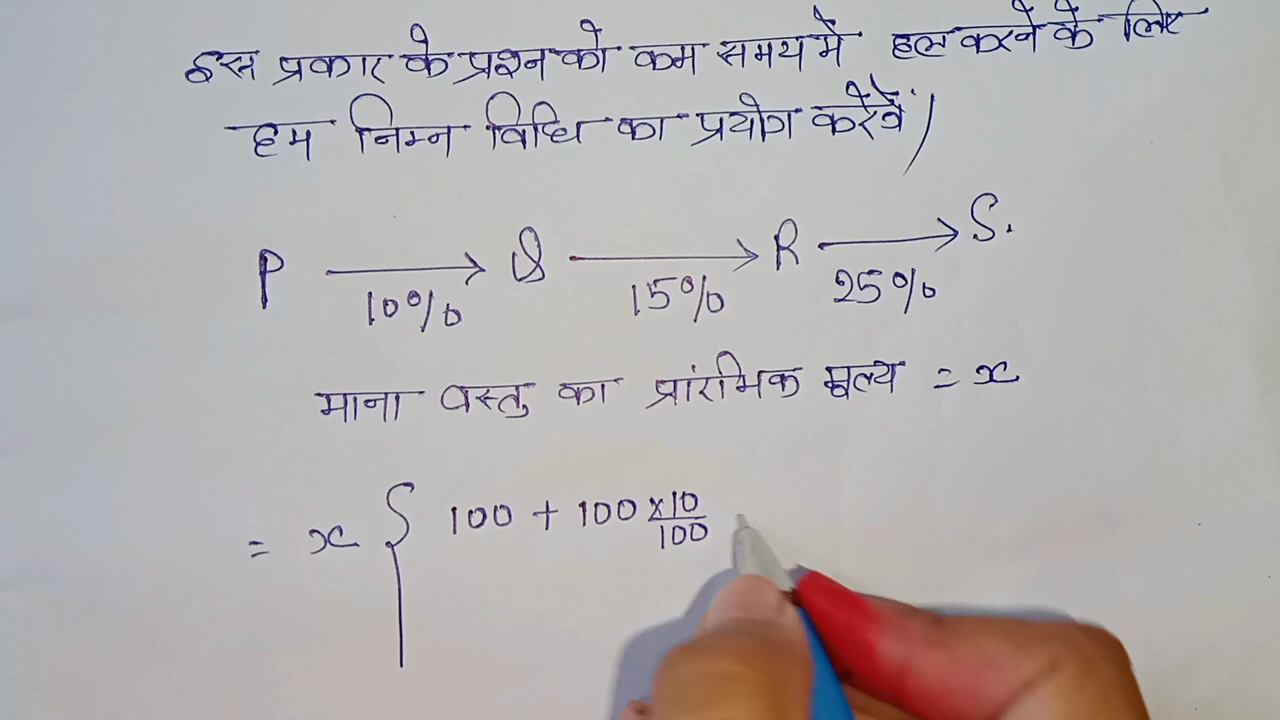 इस प्रकार के प्रश्न को कम समय में हल करने के लिए
हम निम्न विधि का प्रयोग करेंगें।
P → Q → R → S.
10% 15% 25%
माना वस्तु का प्रारंभिक मूल्य = x
= x { 100 + 100 × 10
100